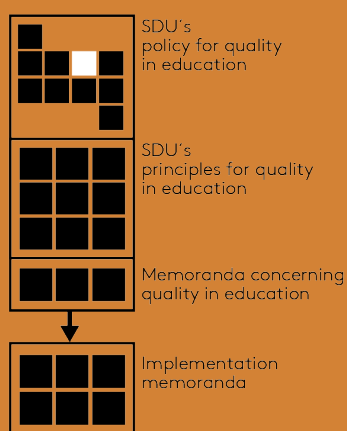 SDU's
policy for quality
in education
SDU's
principles for quality
in education
Memoranda concerning
quality in education
Implementation
memoranda